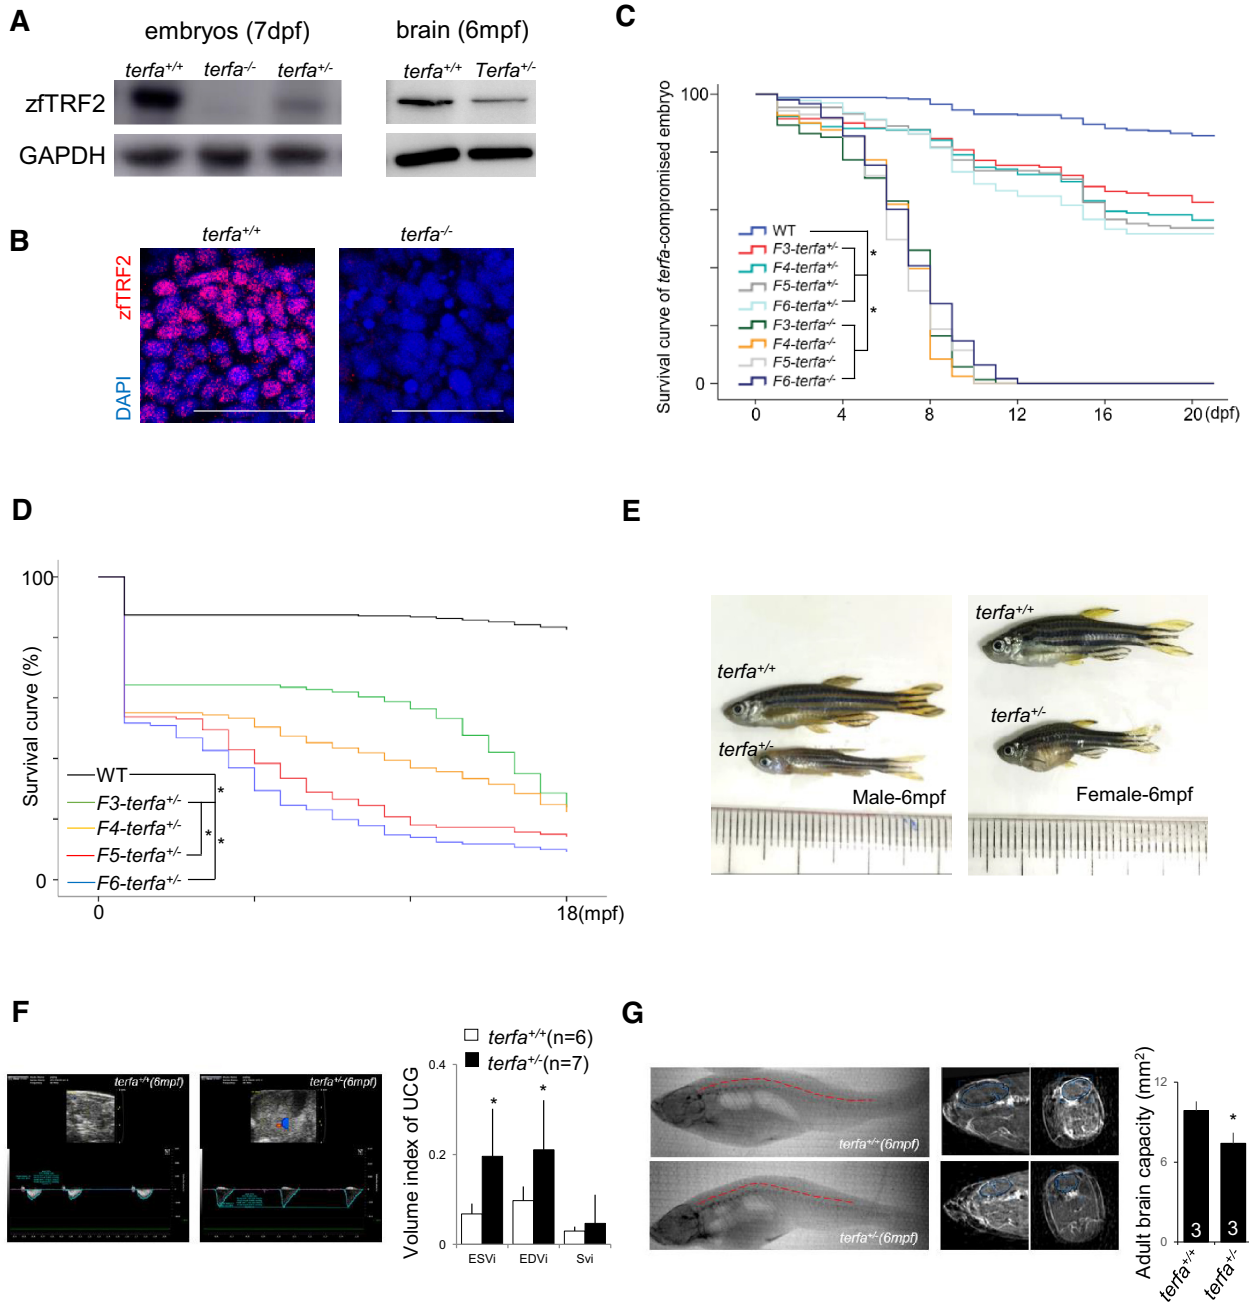 A
embryos (7dpf)
brain (6mpf)
terfa+/+ terfa-/- terfa+/-
terfa+/+ Terfa+/-
zfTRF2
GAPDH
B
terfa+/+
terfa-/-
zfTRF2
DAPI
C
Survival curve of terfa-compromised embryo
100
0
WT
F3-terfa+/-
F4-terfa+/-
F5-terfa+/-
F6-terfa+/-
F3-terfa-/-
F4-terfa-/-
F5-terfa-/-
F6-terfa-/-
*
*
0 4 8 12 16 20 (dpf)
D
Survival curve (%)
100
0
WT
F3-terfa+/-
F4-terfa+/-
F5-terfa+/-
F6-terfa+/-
*
*
*
0 18(mpf)
E
terfa+/+
terfa+/-
Male-6mpf
terfa+/+
terfa+/-
Female-6mpf
F
terfa+/+(6mpf)
terfa+/-(6mpf)
terfa+/+(n=6)
terfa+/-(n=7)
Volume index of UCG
0.4
0.2
0
*
*
ESVi EDVi Svi
G
terfa+/+(6mpf)
terfa+/-(6mpf)
Adult brain capacity (mm2)
12
6
0
*
3 3
terfa+/+ terfa+/-